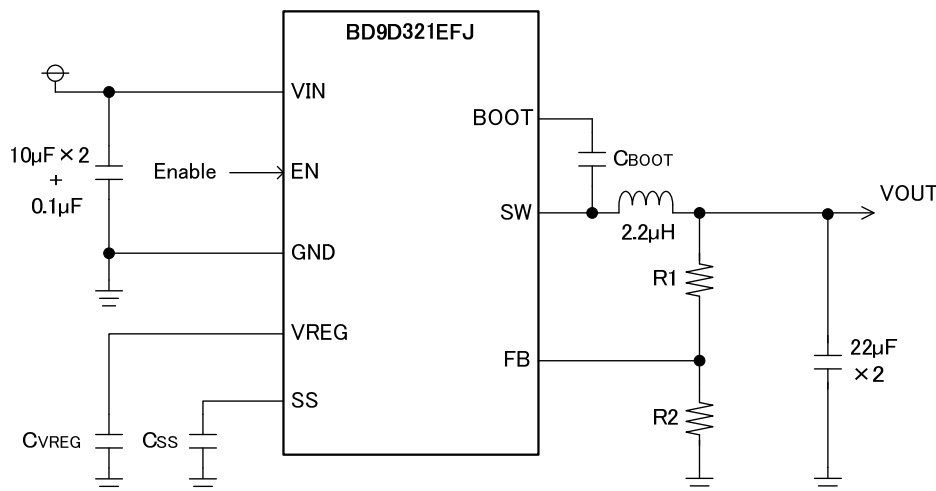 BD9D321EFJ
VIN
BOOT
10μF×2
+
0.1μF
Enable
EN
CBOOT
SW
VOUT
2.2μH
GND
R1
VREG
FB
22μF
×2
SS
R2
CVREG
CSS